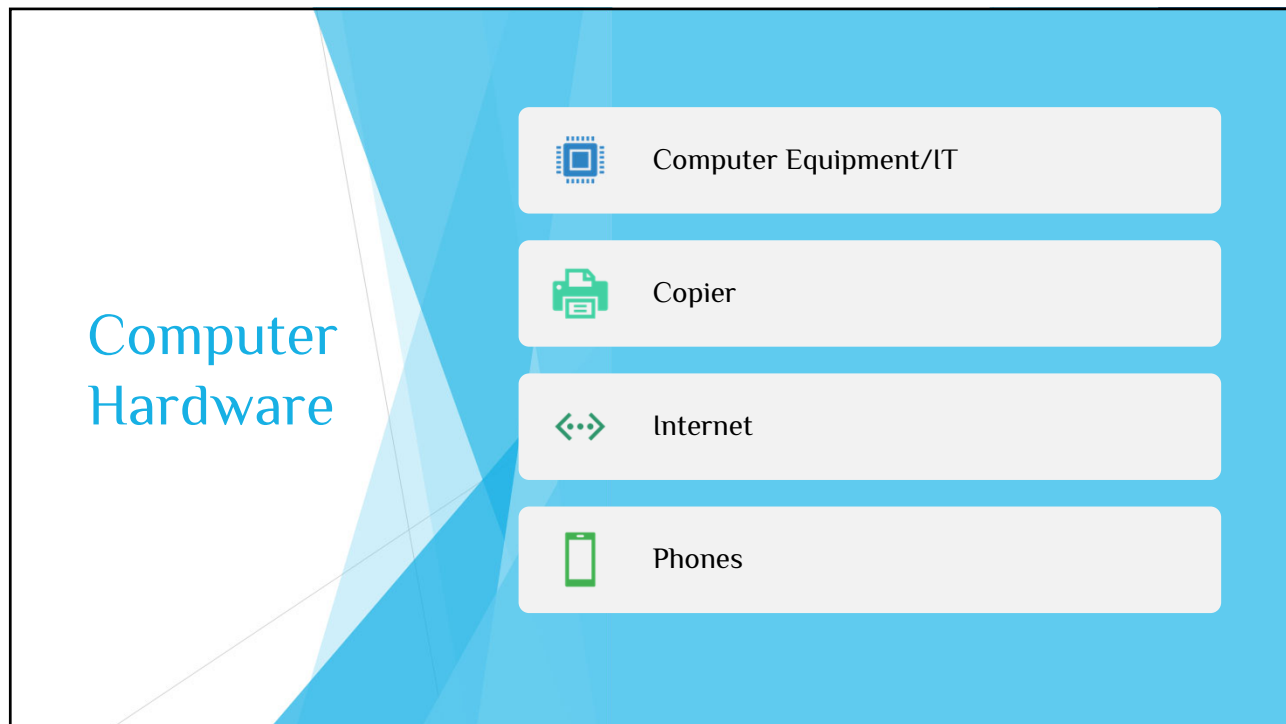 Computer
Hardware
Computer Equipment/IT
Copier
Internet
Phones